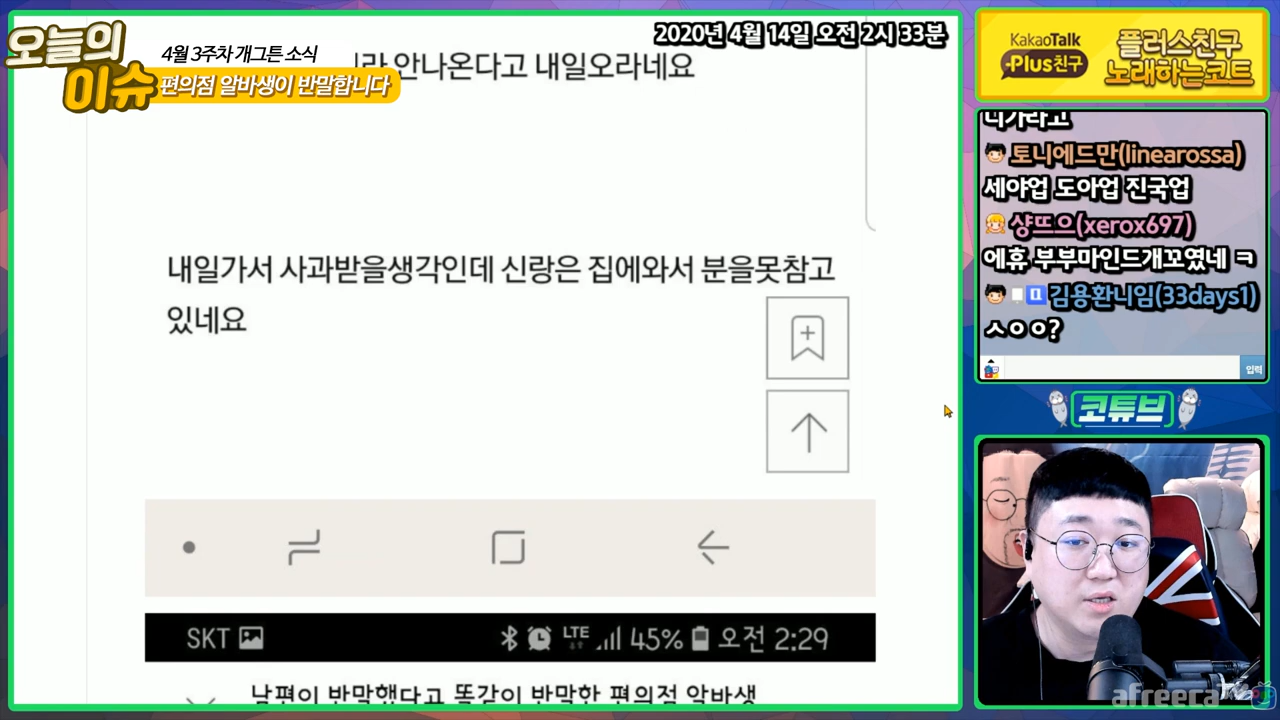 오늘의
이슈
4월 3주차 개그튼 소식
편의점 알바생이 반말합니다
2020년 4월 14일 오전 2시 33분
안나온다고 내일오라네요
내일가서 사과받을생각인데 신랑은 집에와서 분을못참고
있네요
SKT
LTE 45% 오전 2:29
남편이 반말했다고 똑같이 반말한 편의점 알바생
KakaoTalk
Plus친구
플러스친구
노래하는코트
니가라고
토니에드만(linearossa)
세야업 도아업 진국업
샹뜨으(xerox697)
에휴 부부마인드개꼬였네 ㅋ
김용환니임(33days1)
ㅅㅇㅇ?
입력
코튜브
afreecaTV